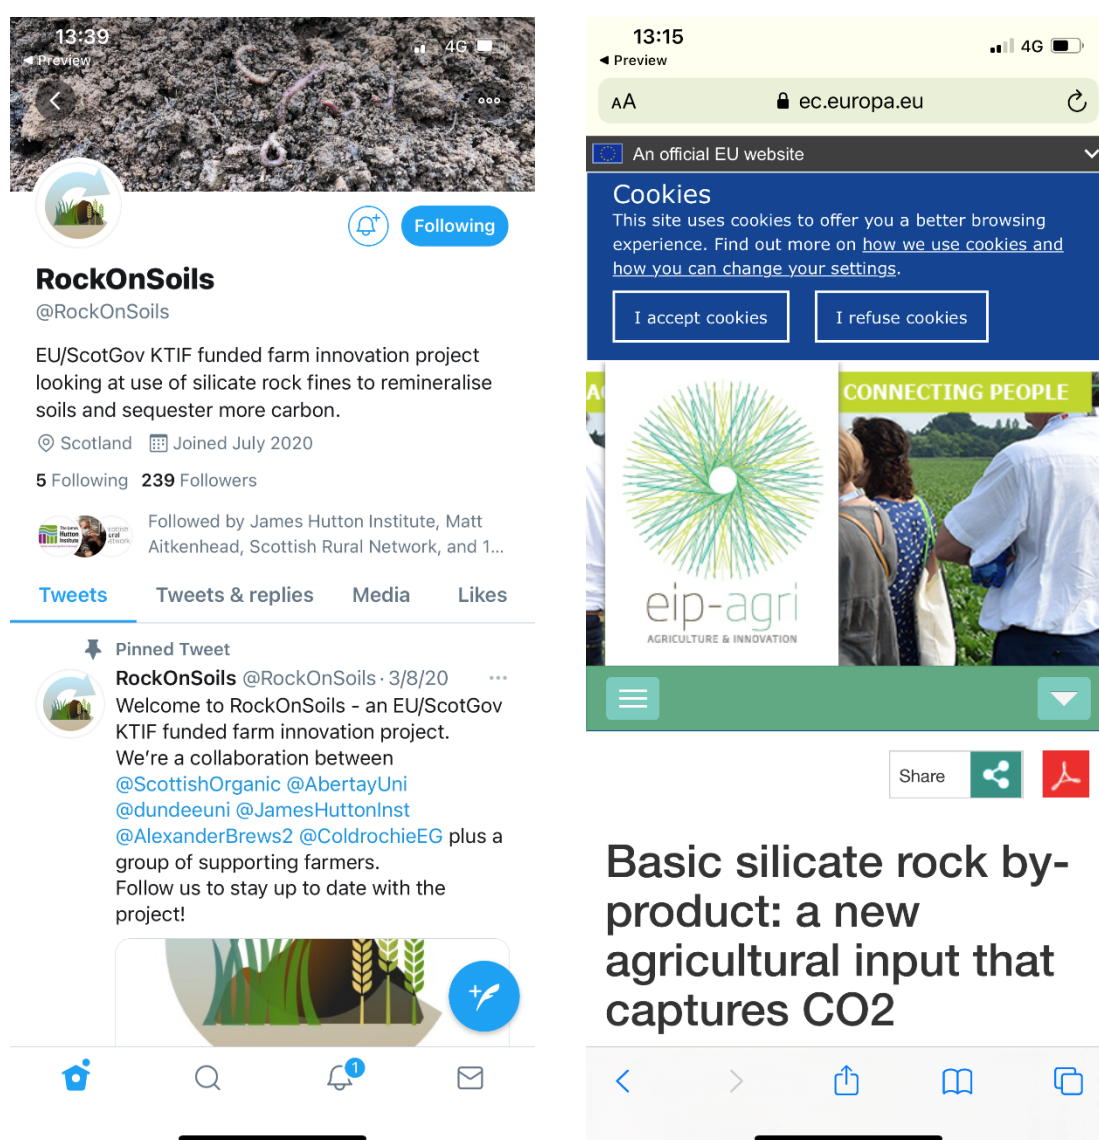 13:39
4G
◀ Preview
Following
RockOnSoils
@RockOnSoils
EU/ScotGov KTIF funded farm innovation project
looking at use of silicate rock fines to remineralise
soils and sequester more carbon.
Scotland Joined July 2020
5 Following 239 Followers
The James
Hutton
Institute
Followed by James Hutton Institute, Matt
Aitkenhead, Scottish Rural Network, and 1...
Tweets Tweets & replies Media Likes
Pinned Tweet
RockOnSoils @RockOnSoils · 3/8/20
Welcome to RockOnSoils - an EU/ScotGov
KTIF funded farm innovation project.
We’re a collaboration between
@ScottishOrganic @AbertayUni
@dundeeuni @JamesHuttonInst
@AlexanderBrews2 @ColdrochieEG plus a
group of supporting farmers.
Follow us to stay up to date with the
project!
1
13:15
4G
◀ Preview
AA ec.europa.eu
An official EU website
Cookies
This site uses cookies to offer you a better browsing
experience. Find out more on how we use cookies and
how you can change your settings.
I accept cookies I refuse cookies
CONNECTING PEOPLE
eip-agri
AGRICULTURE & INNOVATION
Share
Basic silicate rock by-
product: a new
agricultural input that
captures CO2